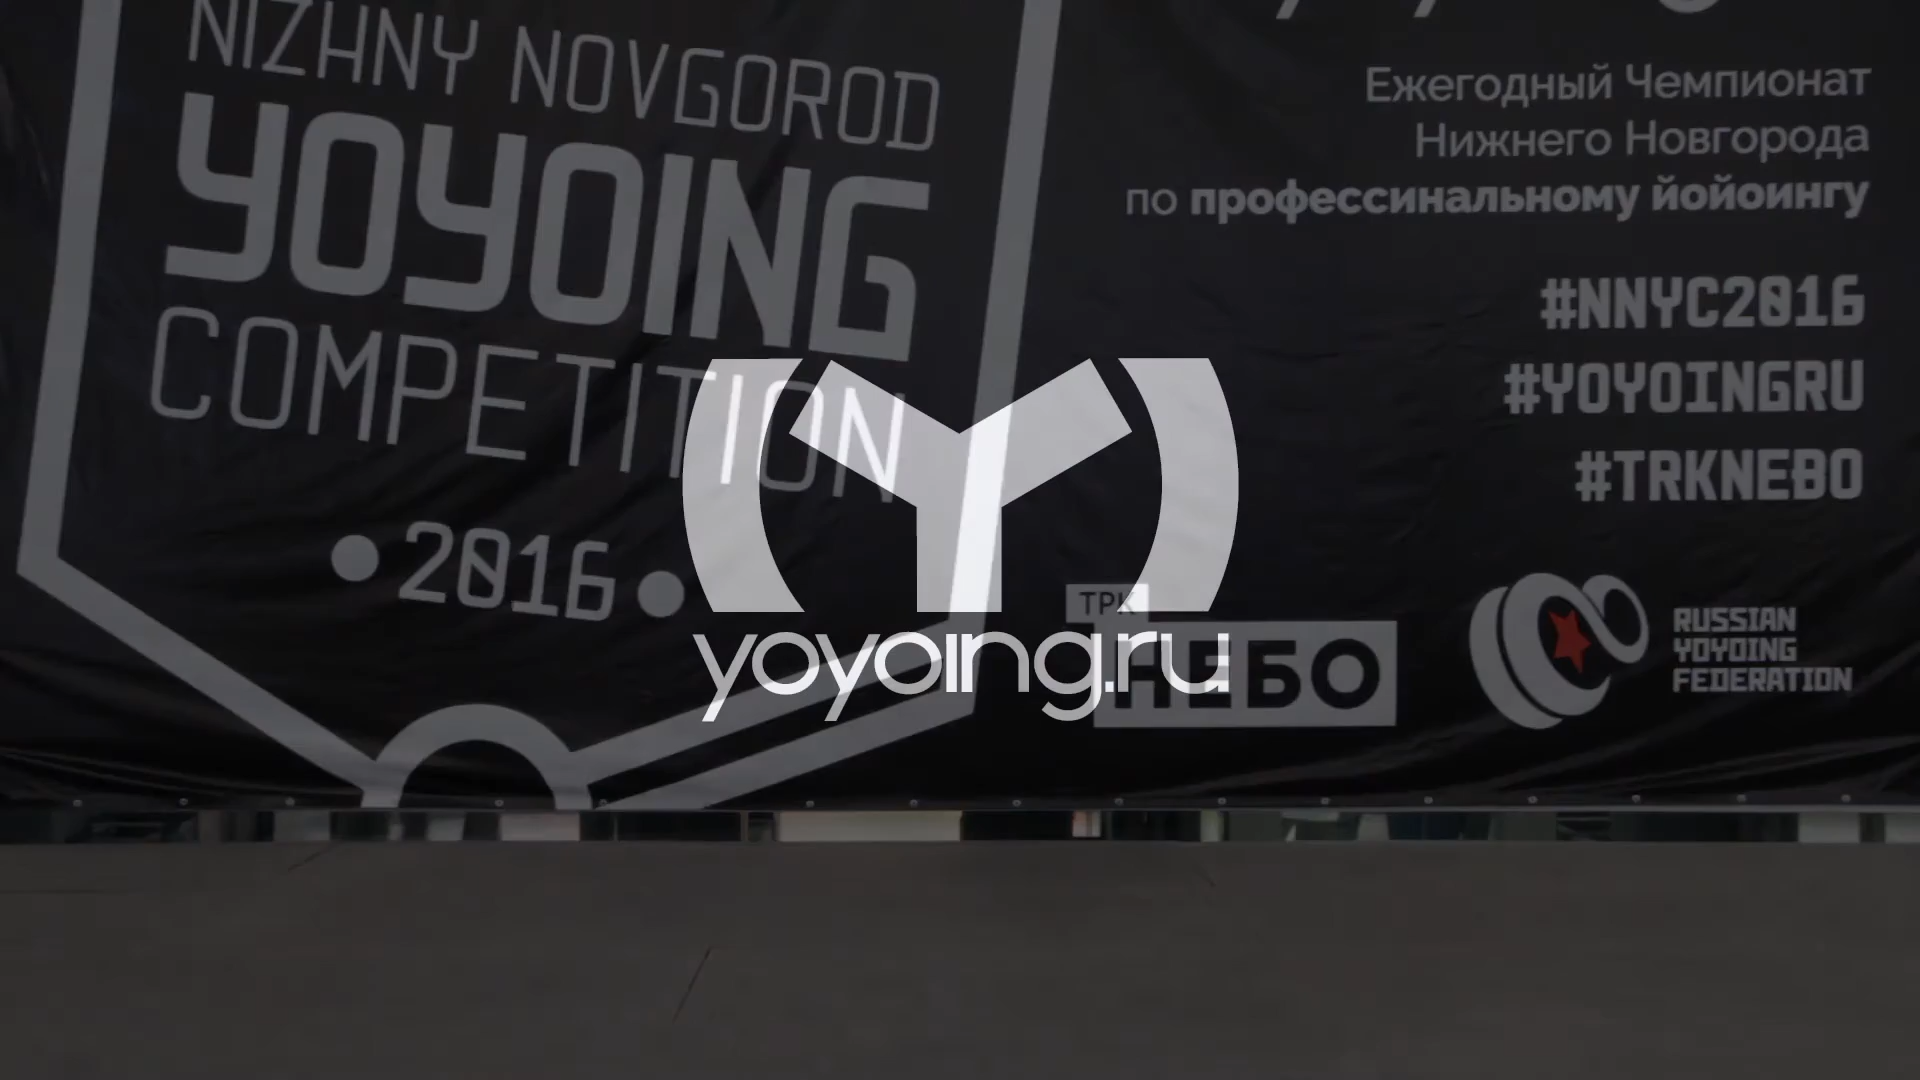 NIZHNY NOVGOROD
YOYOING
COMPETITION
2016
Ежегодный Чемпионат
Нижнего Новгорода
по профессинальному йойоингу
#NNYC2016
#YOYOINGRU
#TRKNEBO
ТРК
НЕБО
RUSSIAN
YOYOING
FEDERATION
yoyoing.ru